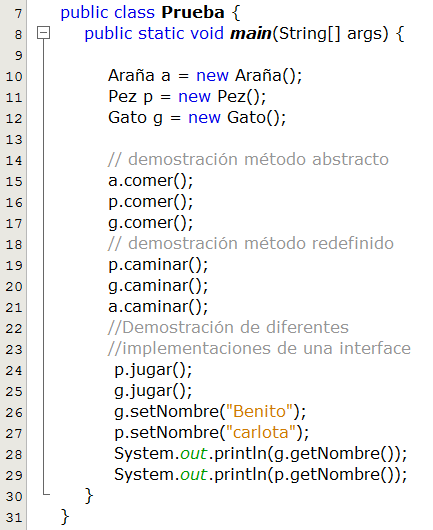 7 public class Prueba {
8 public static void main(String[] args) {
9
10 Araña a = new Araña();
11 Pez p = new Pez();
12 Gato g = new Gato();
13
14 // demostración método abstracto
15 a.comer();
16 p.comer();
17 g.comer();
18 // demostración método redefinido
19 p.caminar();
20 g.caminar();
21 a.caminar();
22 //Demostración de diferentes
23 //implementaciones de una interface
24 p.jugar();
25 g.jugar();
26 g.setNombre("Benito");
27 p.setNombre("carlota");
28 System.out.println(g.getNombre());
29 System.out.println(p.getNombre());
30 }
31 }